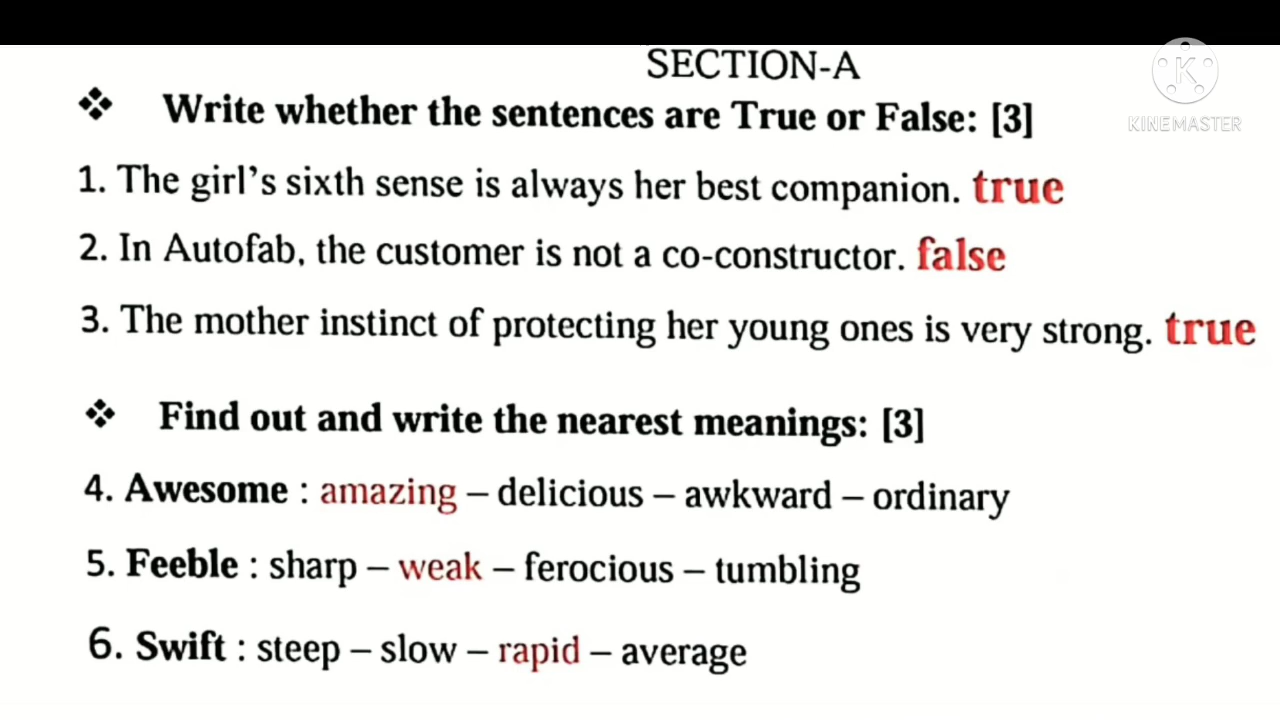 SECTION-A
❖ Write whether the sentences are True or False: [3]
1. The girl's sixth sense is always her best companion. true
2. In Autofab, the customer is not a co-constructor. false
3. The mother instinct of protecting her young ones is very strong. true
❖ Find out and write the nearest meanings: [3]
4. Awesome : amazing – delicious – awkward – ordinary
5. Feeble : sharp – weak – ferocious – tumbling
6. Swift : steep – slow – rapid – average
K
KINEMASTER